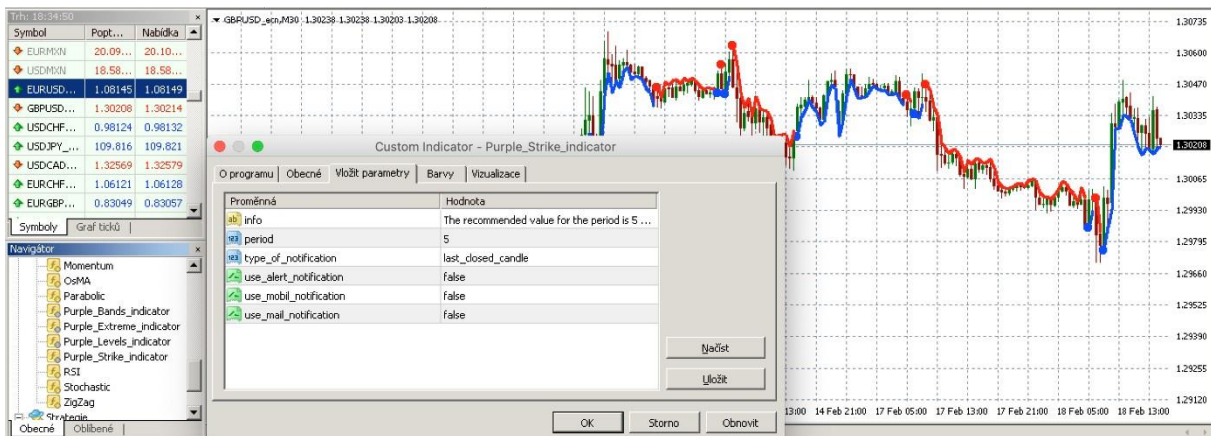 Trh: 18:34:50
Symbol Popt... Nabídka
EURMXN 20.09... 20.10...
USDMXN 18.58... 18.58...
EURUSD... 1.08145 1.08149
GBPUSD... 1.30208 1.30214
USDCHF... 0.98124 0.98132
USDJPY_... 109.816 109.821
USDCAD... 1.32569 1.32579
EURCHF... 1.06121 1.06128
EURGBP... 0.83049 0.83057
Symboly Graf ticků
Navigátor
Momentum
OsMA
Parabolic
Purple_Bands_indicator
Purple_Extreme_indicator
Purple_Levels_indicator
Purple_Strike_indicator
RSI
Stochastic
ZigZag
Strategie
Obecné Oblíbené
GBPUSD_ecn,M30 1.30238 1.30238 1.30203 1.30208
Custom Indicator - Purple_Strike_indicator
O programu Obecné Vložit parametry Barvy Vizualizace
Proměnná Hodnota
info The recommended value for the period is 5 ...
period 5
type_of_notification last_closed_candle
use_alert_notification false
use_mobil_notification false
use_mail_notification false
Načíst
Uložit
OK Storno Obnovit
1.30735
1.30600
1.30470
1.30335
1.30208
1.30065
1.29930
1.29795
1.29660
1.29525
1.29390
1.29255
1.29120
13:00 14 Feb 21:00 17 Feb 05:00 17 Feb 13:00 17 Feb 21:00 18 Feb 05:00 18 Feb 13:00